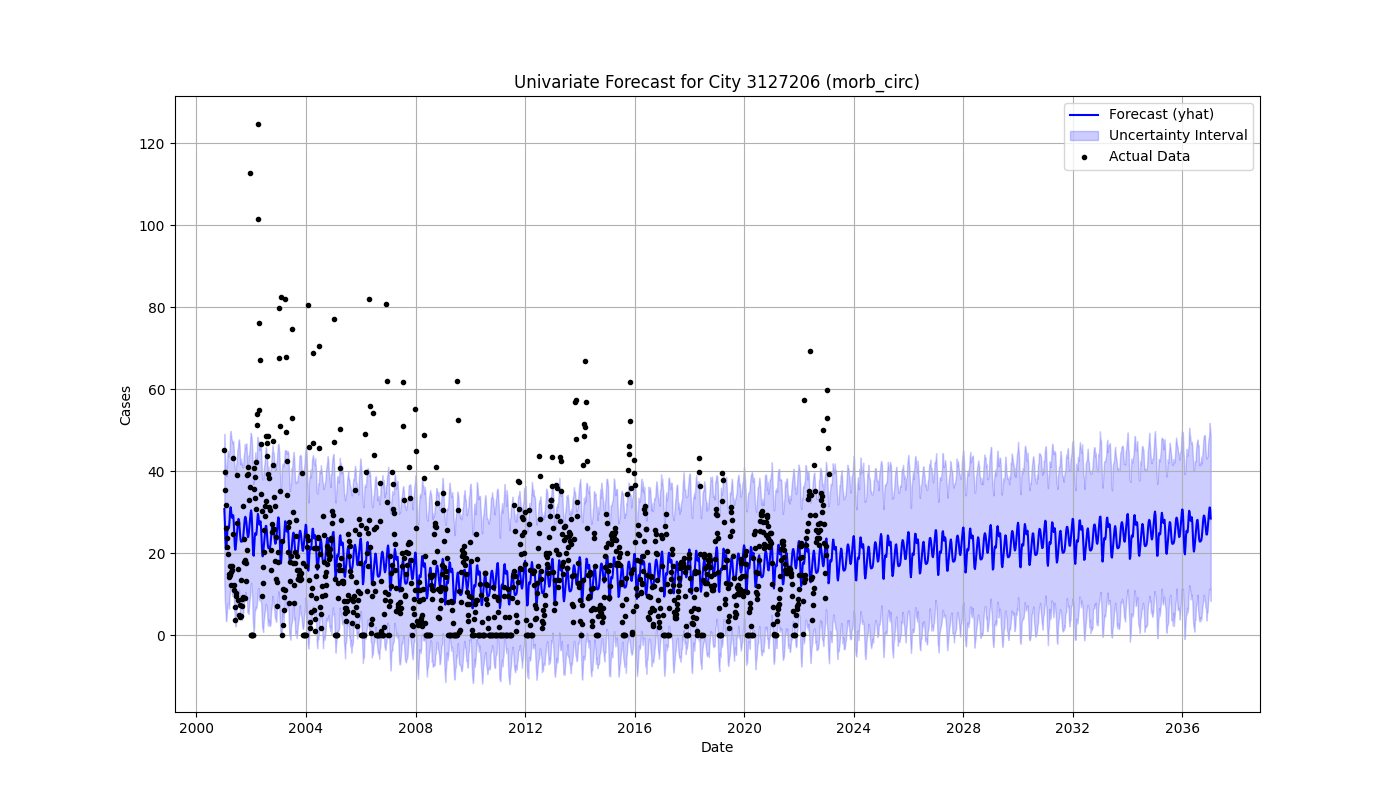 Univariate Forecast for City 3127206 (morb_circ)
Forecast (yhat)
Uncertainty Interval
Actual Data
120
100
80
60
40
20
0
Cases
2000 2004 2008 2012 2016 2020 2024 2028 2032 2036
Date